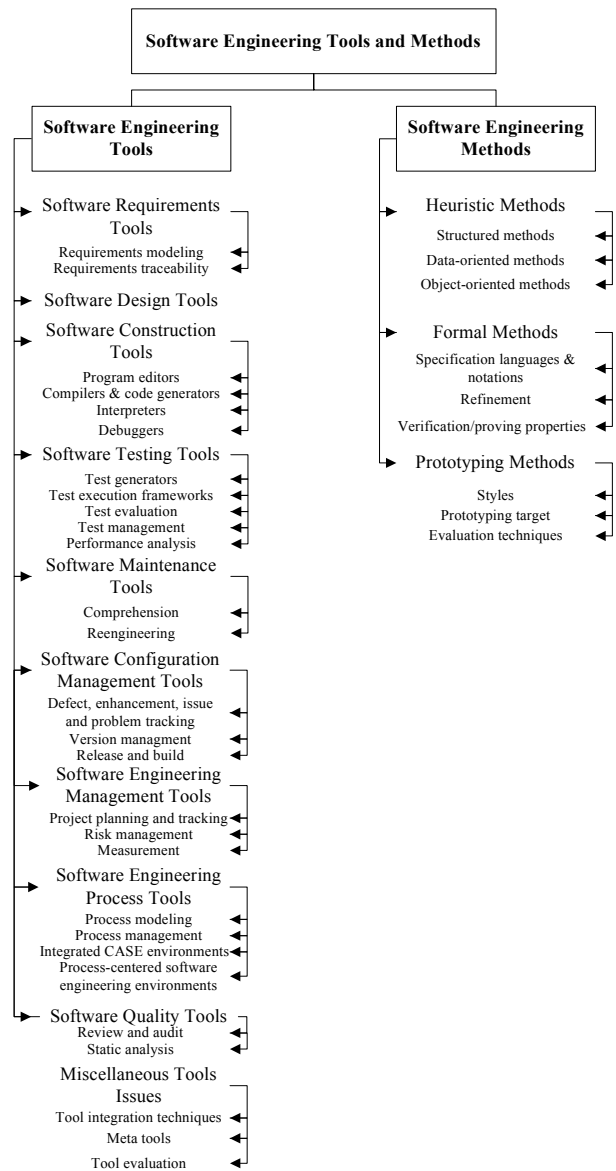 Software Engineering Tools and Methods
Software Engineering
Tools
Software Requirements
Tools
Requirements modeling
Requirements traceability
Software Design Tools
Software Construction
Tools
Program editors
Compilers & code generators
Interpreters
Debuggers
Software Testing Tools
Test generators
Test execution frameworks
Test evaluation
Test management
Performance analysis
Software Maintenance
Tools
Comprehension
Reengineering
Software Configuration
Management Tools
Defect, enhancement, issue
and problem tracking
Version managment
Release and build
Software Engineering
Management Tools
Project planning and tracking
Risk management
Measurement
Software Engineering
Process Tools
Process modeling
Process management
Integrated CASE environments
Process-centered software
engineering environments
Software Quality Tools
Review and audit
Static analysis
Miscellaneous Tools
Issues
Tool integration techniques
Meta tools
Tool evaluation
Software Engineering
Methods
Heuristic Methods
Structured methods
Data-oriented methods
Object-oriented methods
Formal Methods
Specification languages &
notations
Refinement
Verification/proving properties
Prototyping Methods
Styles
Prototyping target
Evaluation techniques